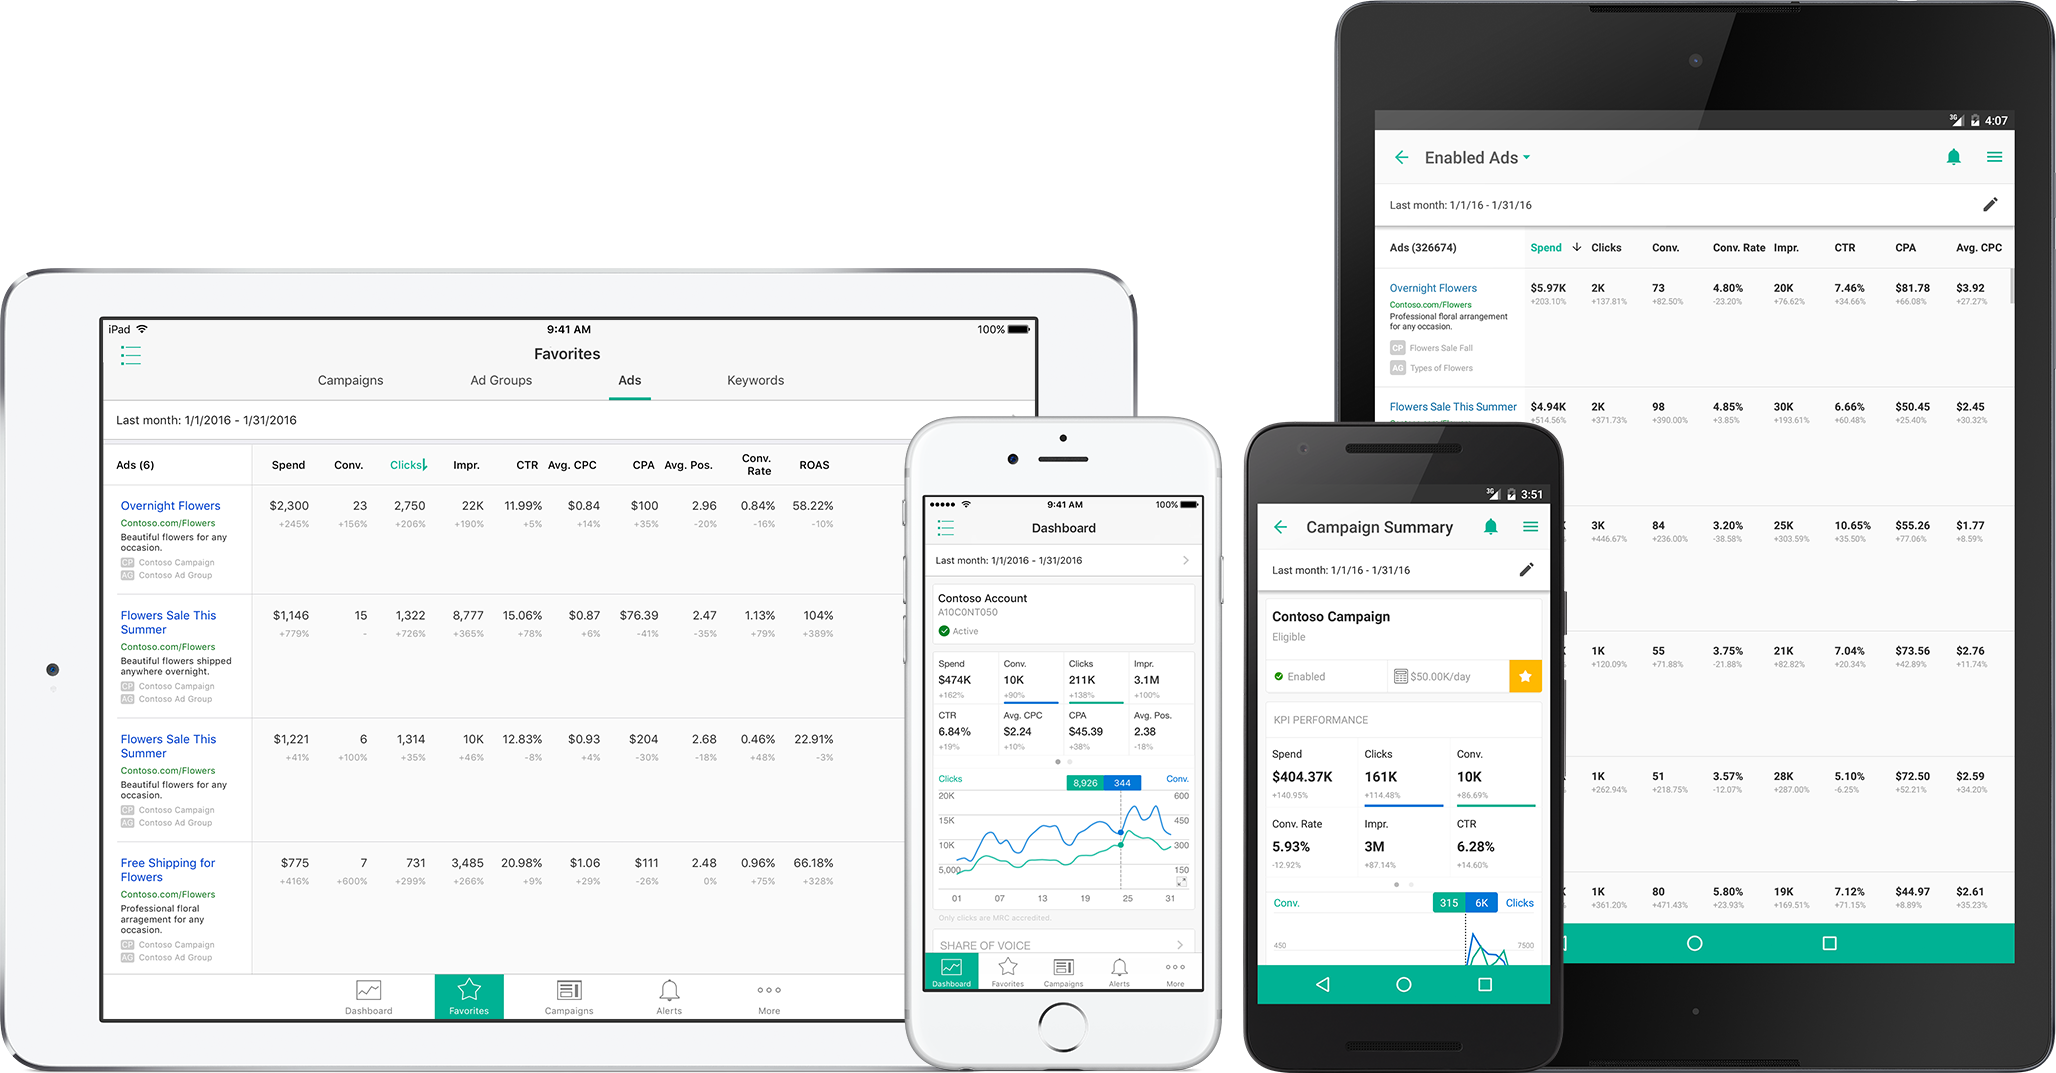 iPad 9:41 AM 100%
Favorites
Campaigns Ad Groups Ads Keywords
Last month: 1/1/2016 - 1/31/2016
Ads (6) Spend Conv. Clicks Impr. CTR Avg. CPC CPA Avg. Pos. Conv. Rate ROAS
Overnight Flowers $2,300 23 2,750 22K 11.99% $0.84 $100 2.96 0.84% 58.22%
Contoso.com/Flowers +245% +156% +206% +190% +5% +14% +35% -20% -16% -10%
Beautiful flowers for any
occasion.
CP Contoso Campaign
AG Contoso Ad Group
Flowers Sale This $1,146 15 1,322 8,777 15.06% $0.87 $76.39 2.47 1.13% 104%
Summer +779% - +726% +365% +78% +6% -41% -35% +79% +389%
Contoso.com/Flowers
Beautiful flowers shipped
anywhere overnight.
CP Contoso Campaign
AG Contoso Ad Group
Flowers Sale This $1,221 6 1,314 10K 12.83% $0.93 $204 2.68 0.46% 22.91%
Summer +41% +100% +35% +46% -8% +4% -30% -18% +48% -3%
Contoso.com/Flowers
Beautiful flowers for any
occasion.
CP Contoso Campaign
AG Contoso Ad Group
Free Shipping for $775 7 731 3,485 20.98% $1.06 $111 2.48 0.96% 66.18%
Flowers +416% +600% +299% +266% +9% +29% -26% 0% +75% +328%
Contoso.com/Flowers
Professional floral
arragement for any
occasion.
CP Contoso Campaign
AG Contoso Ad Group
Dashboard Favorites Campaigns Alerts More
9:41 AM 100%
Dashboard
Last month: 1/1/2016 - 1/31/2016
Contoso Account
A10C0NT050
Active
Spend Conv. Clicks Impr.
$474K 10K 211K 3.1M
+162% +90% +138% +100%
CTR Avg. CPC CPA Avg. Pos.
6.84% $2.24 $45.39 2.38
+19% +10% +38% -18%
Clicks 8,926 344 Conv.
20K 600
15K 450
10K 300
5,000 150
01 07 13 19 25 31
Only clicks are MRC accredited.
SHARE OF VOICE
Dashboard Favorites Campaigns Alerts More
3G 3:51
Campaign Summary
Last month: 1/1/16 - 1/31/16
Contoso Campaign
Eligible
Enabled $50.00K/day
KPI PERFORMANCE
Spend Clicks Conv.
$404.37K 161K 10K
+140.95% +114.48% +86.69%
Conv. Rate Impr. CTR
5.93% 3M 6.28%
-12.92% +87.14% +14.60%
Conv. 315 6K Clicks
450 7500
3G 4:07
Enabled Ads
Last month: 1/1/16 - 1/31/16
Ads (326674) Spend Clicks Conv. Conv. Rate Impr. CTR CPA Avg. CPC
Overnight Flowers $5.97K 2K 73 4.80% 20K 7.46% $81.78 $3.92
Contoso.com/Flowers +203.10% +137.81% +82.50% -23.20% +76.62% +34.66% +66.08% +27.27%
Professional floral arrangement
for any occasion.
CP Flowers Sale Fall
AG Types of Flowers
Flowers Sale This Summer $4.94K 2K 98 4.85% 30K 6.66% $50.45 $2.45
+514.56% +371.73% +390.00% +3.85% +193.61% +60.48% +25.40% +30.32%
3K 84 3.20% 25K 10.65% $55.26 $1.77
+446.67% +236.00% -38.58% +303.59% +35.50% +77.06% +8.59%
1K 55 3.75% 21K 7.04% $73.56 $2.76
+120.09% +71.88% -21.88% +82.82% +20.34% +42.89% +11.74%
1K 51 3.57% 28K 5.10% $72.50 $2.59
+262.94% +218.75% -12.07% +287.00% -6.25% +52.21% +34.20%
1K 80 5.80% 19K 7.12% $44.97 $2.61
+361.20% +471.43% +23.93% +169.51% +71.15% +8.89% +35.23%